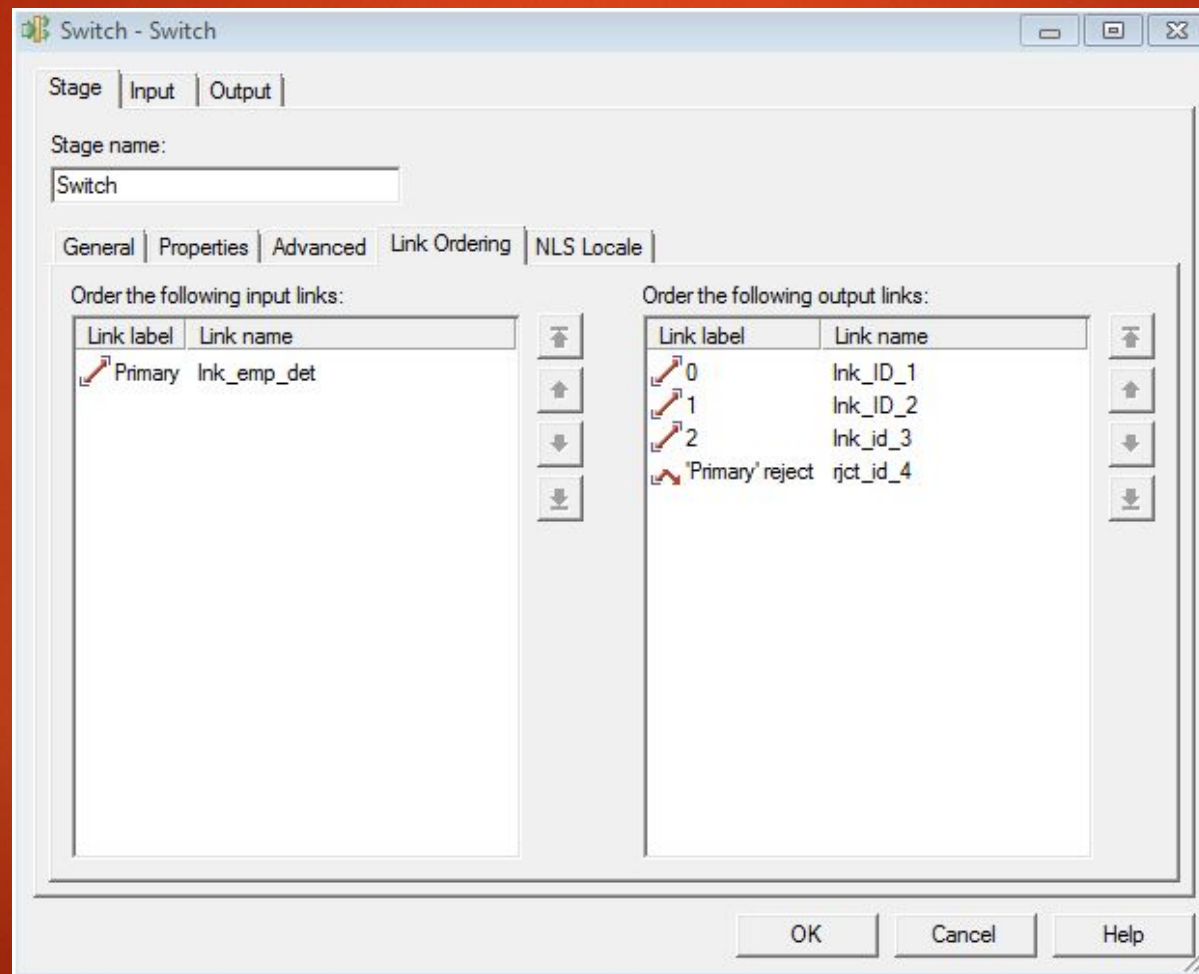 Switch - Switch
Stage Input Output
Stage name:
Switch
General Properties Advanced Link Ordering NLS Locale
Order the following input links:
Link label Link name
Primary lnk_emp_det
Order the following output links:
Link label Link name
0 lnk_ID_1
1 lnk_ID_2
2 lnk_id_3
'Primary' reject rjct_id_4
OK Cancel Help